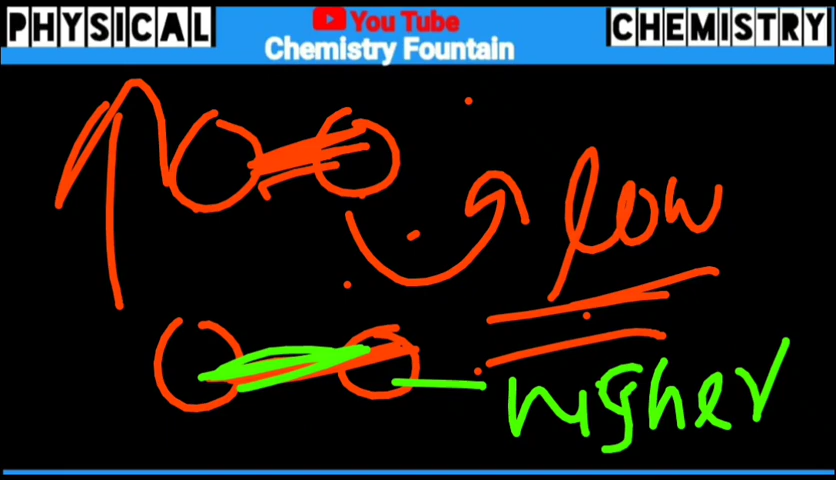 PHYSICAL
You Tube
Chemistry Fountain
CHEMISTRY
low
higher